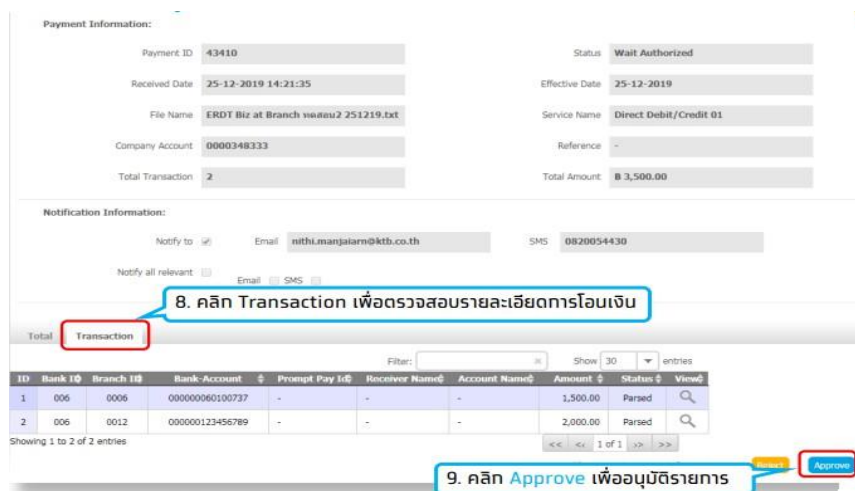 Payment Information:
Payment ID 43410 Status Wait Authorized
Received Date 25-12-2019 14:21:35 Effective Date 25-12-2019
File Name ERDT Biz at Branch ทดสอบ2 251219.txt Service Name Direct Debit/Credit 01
Company Account 0000348333 Reference -
Total Transaction 2 Total Amount B 3,500.00
Notification Information:
Notify to Email nithi.manjaiarn@ktb.co.th SMS 0820054430
Notify all relevant Email SMS
8. คลิก Transaction เพื่อตรวจสอบรายละเอียดการโอนเงิน
Total Transaction
Filter: Show 30 entries
ID Bank ID Branch ID Bank-Account Prompt Pay Id Receiver Name Account Name Amount Status View
1 006 0006 000000060100737 - - - 1,500.00 Parsed
2 006 0012 000000123456789 - - - 2,000.00 Parsed
Showing 1 to 2 of 2 entries << <‹ 1 of 1 ›> >>
Reject Approve
9. คลิก Approve เพื่ออนุมัติรายการ